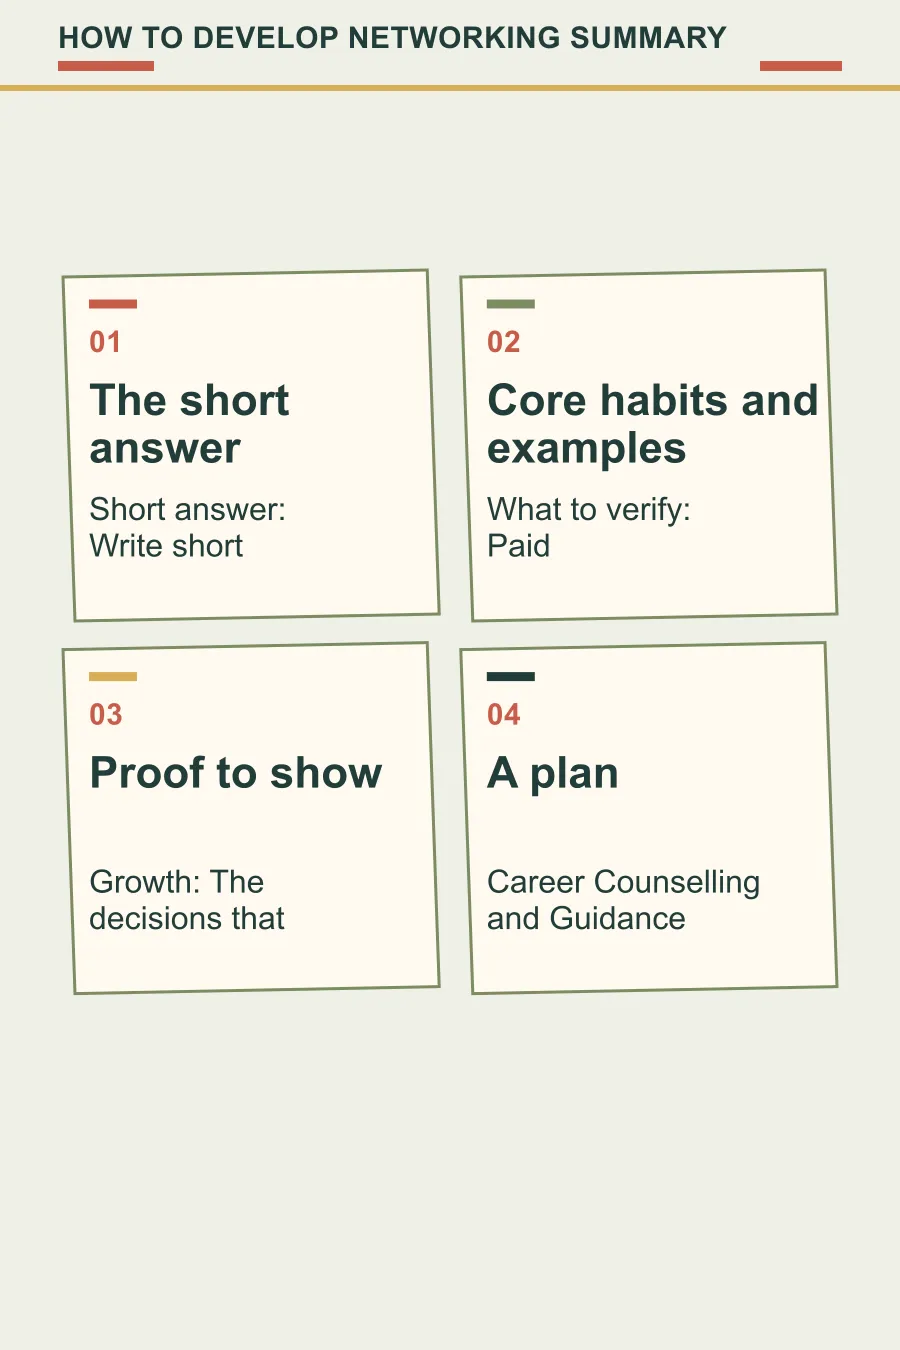 HOW TO DEVELOP NETWORKING SUMMARY
01
The short
answer
Short answer:
Write short
02
Core habits and
examples
What to verify:
Paid
03
Proof to show
Growth: The
decisions that
04
A plan
Career Counselling
and Guidance